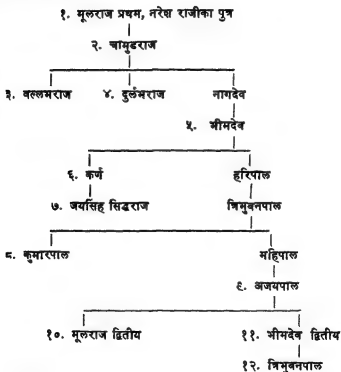 १. मूलराज प्रथम, नरेश राजीका पुत्र
२. चामुडराज
३. वल्लभराज ४. दुर्लभराज नागदेव
५. भीमदेव
६. कर्ण हरिपाल
७. जयसिंह सिद्धराज त्रिभुवनपाल
८. कुमारपाल महिपाल
९. अजयपाल
१०. मूलराज द्वितीय ११. भीमदेव द्वितीय
१२. त्रिभुवनपाल